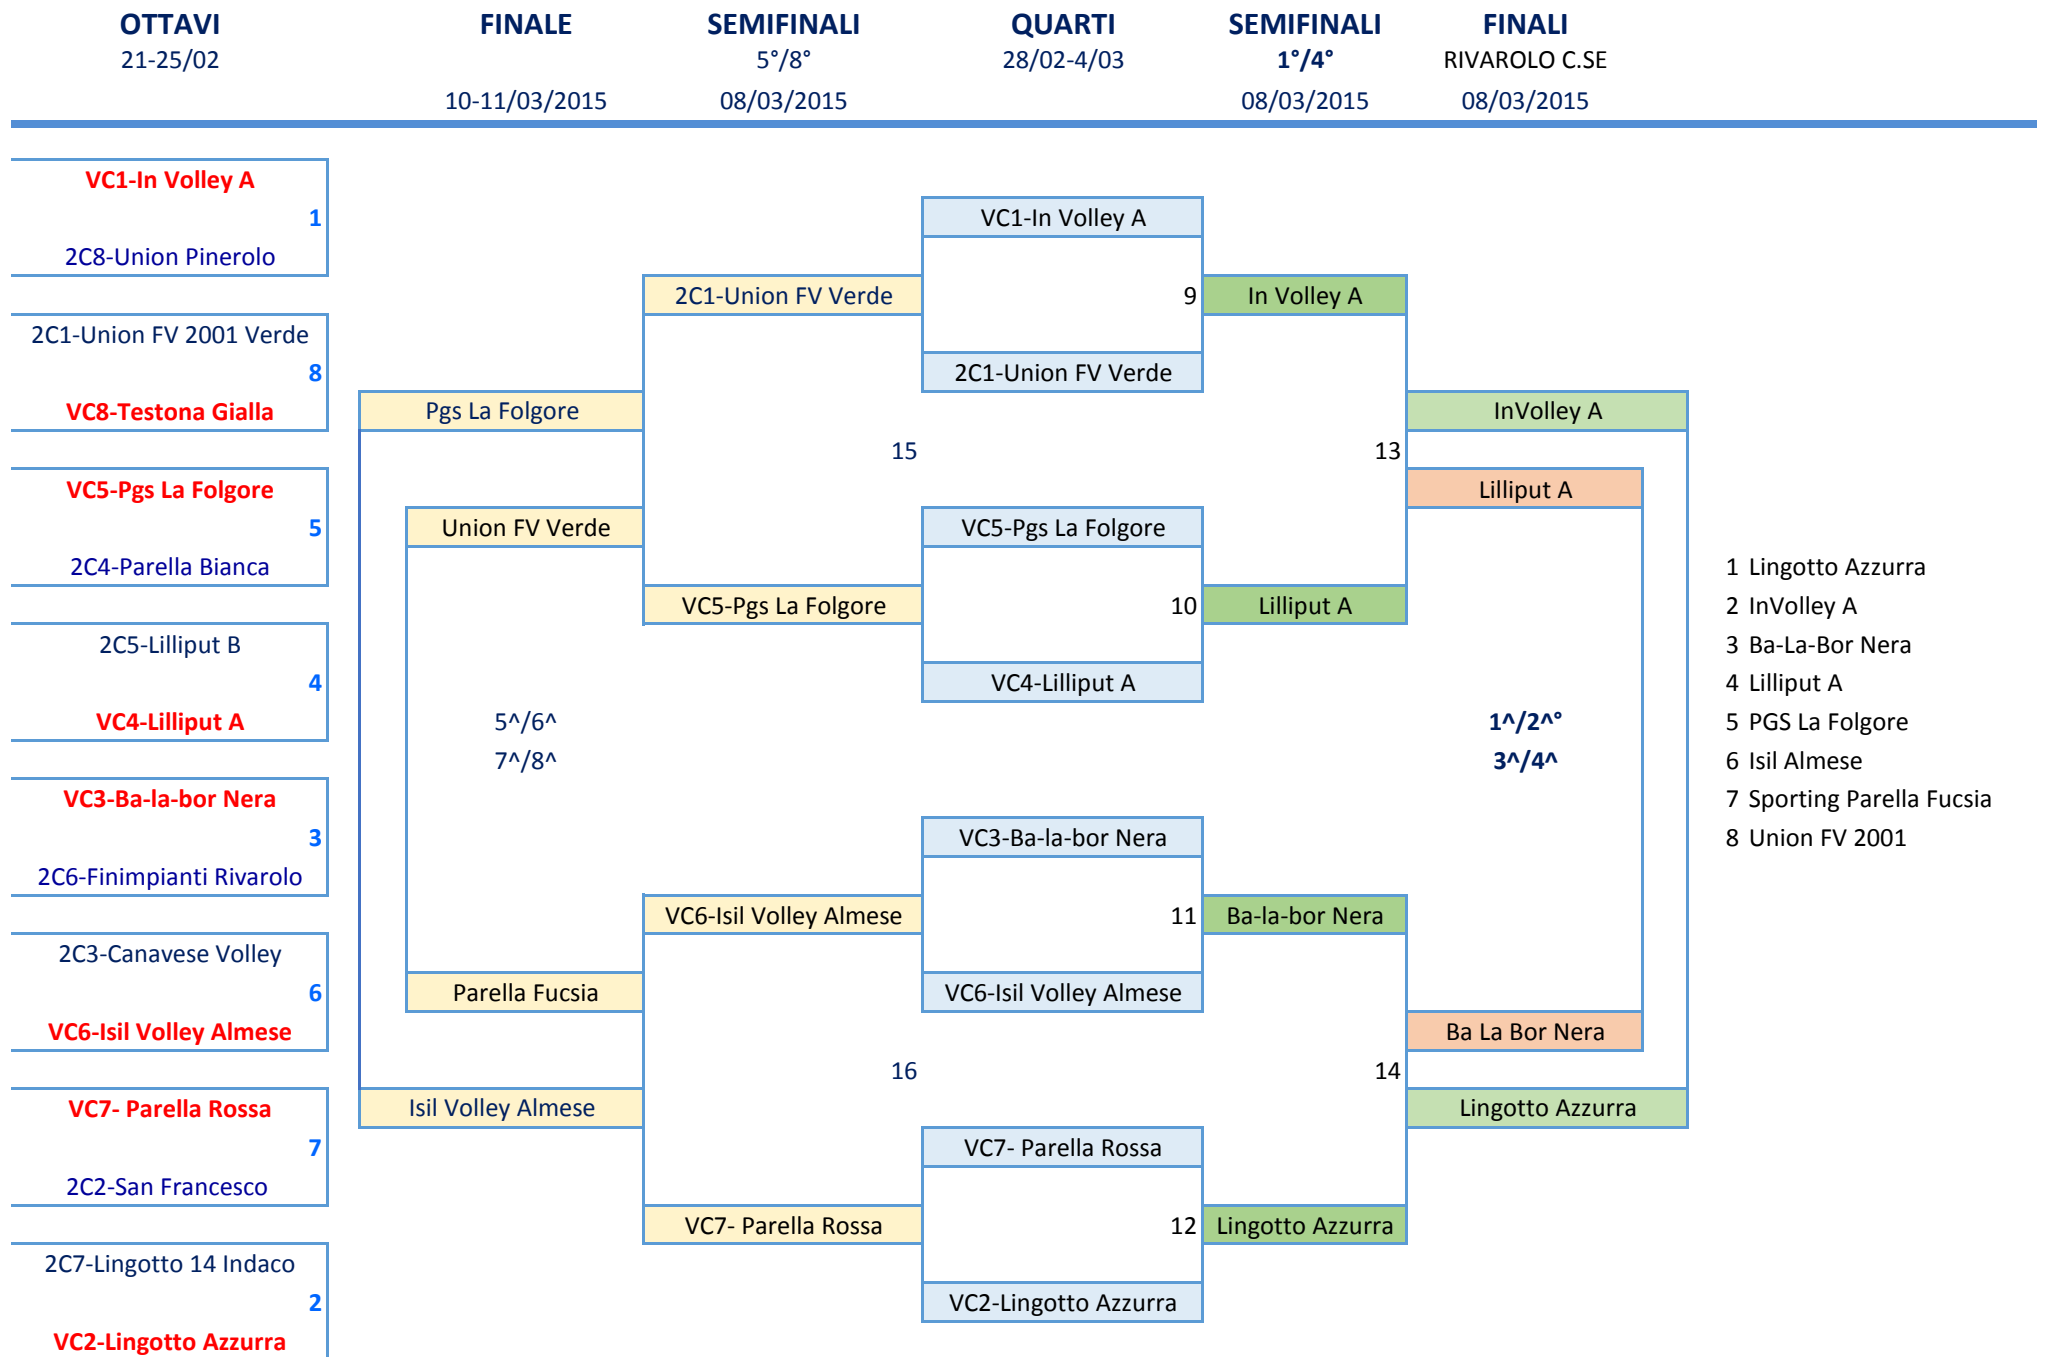 OTTAVI FINALE SEMIFINALI QUARTI SEMIFINALI FINALI
21-25/02 5°/8° 28/02-4/03 1°/4° RIVAROLO C.SE
10-11/03/2015 08/03/2015 08/03/2015 08/03/2015
VC1-In Volley A
1 VC1-In Volley A
2C8-Union Pinerolo
2C1-Union FV Verde 9 In Volley A
2C1-Union FV 2001 Verde
8 2C1-Union FV Verde
VC8-Testona Gialla Pgs La Folgore InVolley A
15 13
VC5-Pgs La Folgore Lilliput A
5 Union FV Verde VC5-Pgs La Folgore
2C4-Parella Bianca 1 Lingotto Azzurra
VC5-Pgs La Folgore 10 Lilliput A 2 InVolley A
2C5-Lilliput B 3 Ba-La-Bor Nera
4 VC4-Lilliput A 4 Lilliput A
VC4-Lilliput A 5^/6^ 1^/2^° 5 PGS La Folgore
7^/8^ 3^/4^ 6 Isil Almese
VC3-Ba-la-bor Nera 7 Sporting Parella Fucsia
3 VC3-Ba-la-bor Nera 8 Union FV 2001
2C6-Finimpianti Rivarolo
VC6-Isil Volley Almese 11 Ba-la-bor Nera
2C3-Canavese Volley
6 Parella Fucsia VC6-Isil Volley Almese
VC6-Isil Volley Almese Ba La Bor Nera
16 14
VC7- Parella Rossa Isil Volley Almese Lingotto Azzurra
7 VC7- Parella Rossa
2C2-San Francesco
VC7- Parella Rossa 12 Lingotto Azzurra
2C7-Lingotto 14 Indaco
2 VC2-Lingotto Azzurra
VC2-Lingotto Azzurra